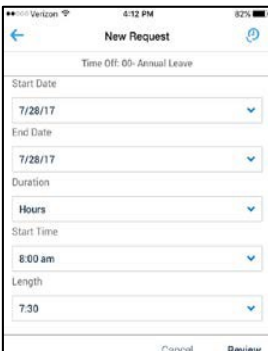 Verizon 4:12 PM 82%
New Request
Time Off: 00- Annual Leave
Start Date
7/28/17
End Date
7/28/17
Duration
Hours
Start Time
8:00 am
Length
7:30
Cancel Review